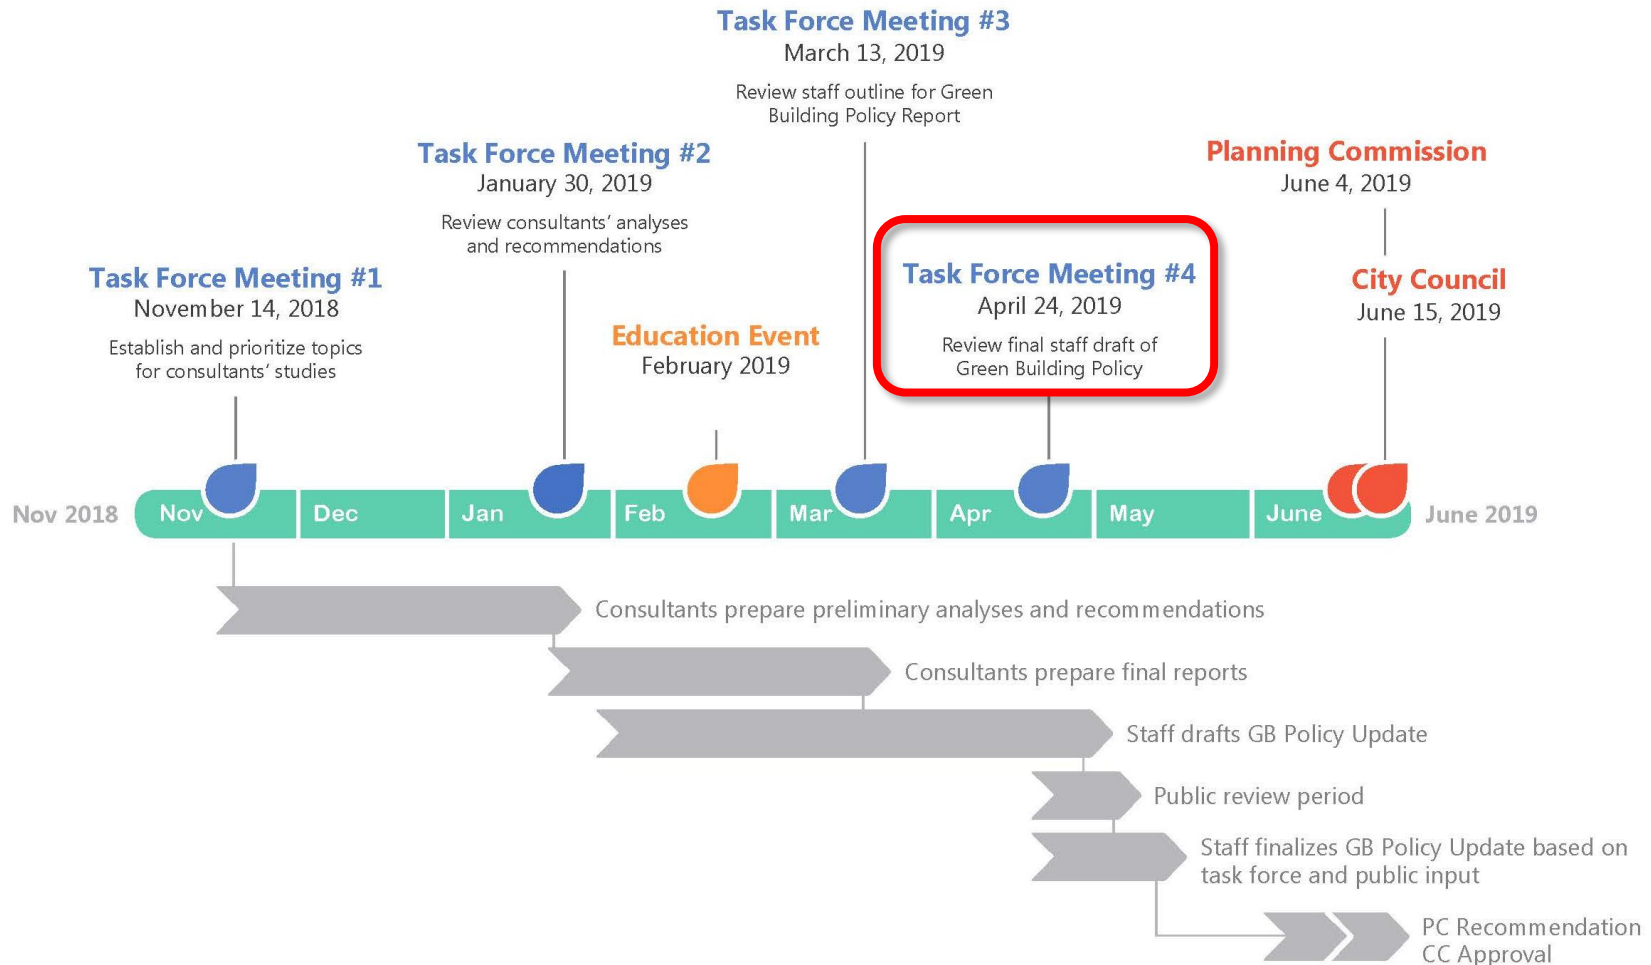 Task Force Meeting #3
March 13, 2019
Review staff outline for Green
Building Policy Report
Task Force Meeting #2
January 30, 2019
Review consultants' analyses
and recommendations
Planning Commission
June 4, 2019
Task Force Meeting #1
November 14, 2018
Establish and prioritize topics
for consultants' studies
Education Event
February 2019
Task Force Meeting #4
April 24, 2019
Review final staff draft of
Green Building Policy
City Council
June 15, 2019
Nov 2018
Nov
Dec
Jan
Feb
Mar
Apr
May
June
June 2019
Consultants prepare preliminary analyses and recommendations
Consultants prepare final reports
Staff drafts GB Policy Update
Public review period
Staff finalizes GB Policy Update based on
task force and public input
PC Recommendation
CC Approval